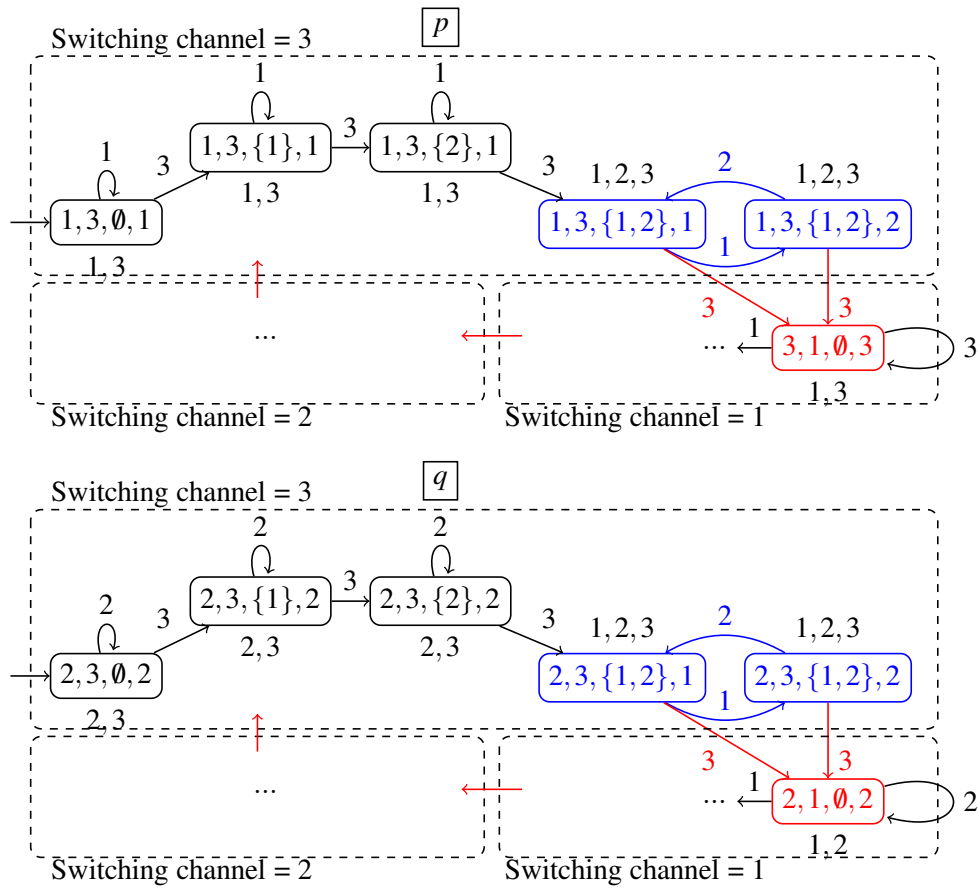 p
Switching channel = 3
1 1
1 3 1,3,{1},1 3 1,3,{2},1 3 1,2,3 2 1,2,3
1,3 1,3
1,3,∅,1 1,3,{1,2},1 1 1,3,{1,2},2
1,3
... ... 1 3 3 3,1,∅,3 3
1,3
Switching channel = 2 Switching channel = 1
q
Switching channel = 3
2 2
2 3 2,3,{1},2 3 2,3,{2},2 3 1,2,3 2 1,2,3
2,3 2,3
2,3,∅,2 2,3,{1,2},1 1 2,3,{1,2},2
2,3
... ... 1 3 3 2,1,∅,2 2
1,2
Switching channel = 2 Switching channel = 1